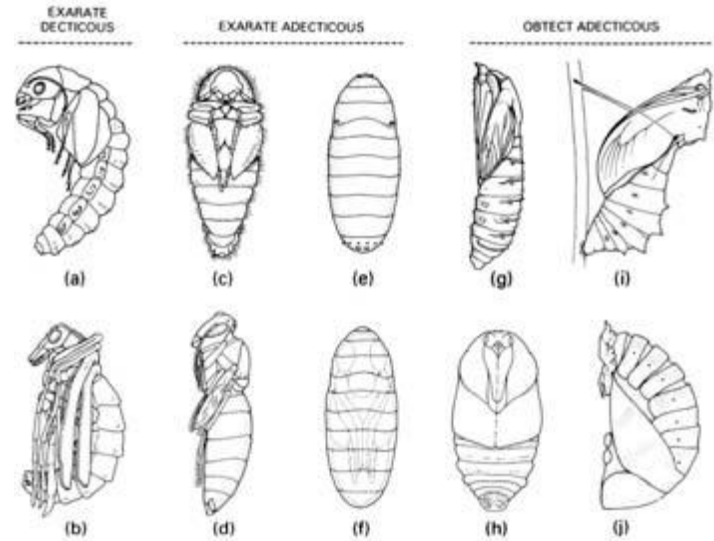 EXARATE
DECTICOUS
EXARATE ADECTICOUS
OBTECT ADECTICOUS
(a)
(c)
(e)
(g)
(i)
(b)
(d)
(f)
(h)
(j)